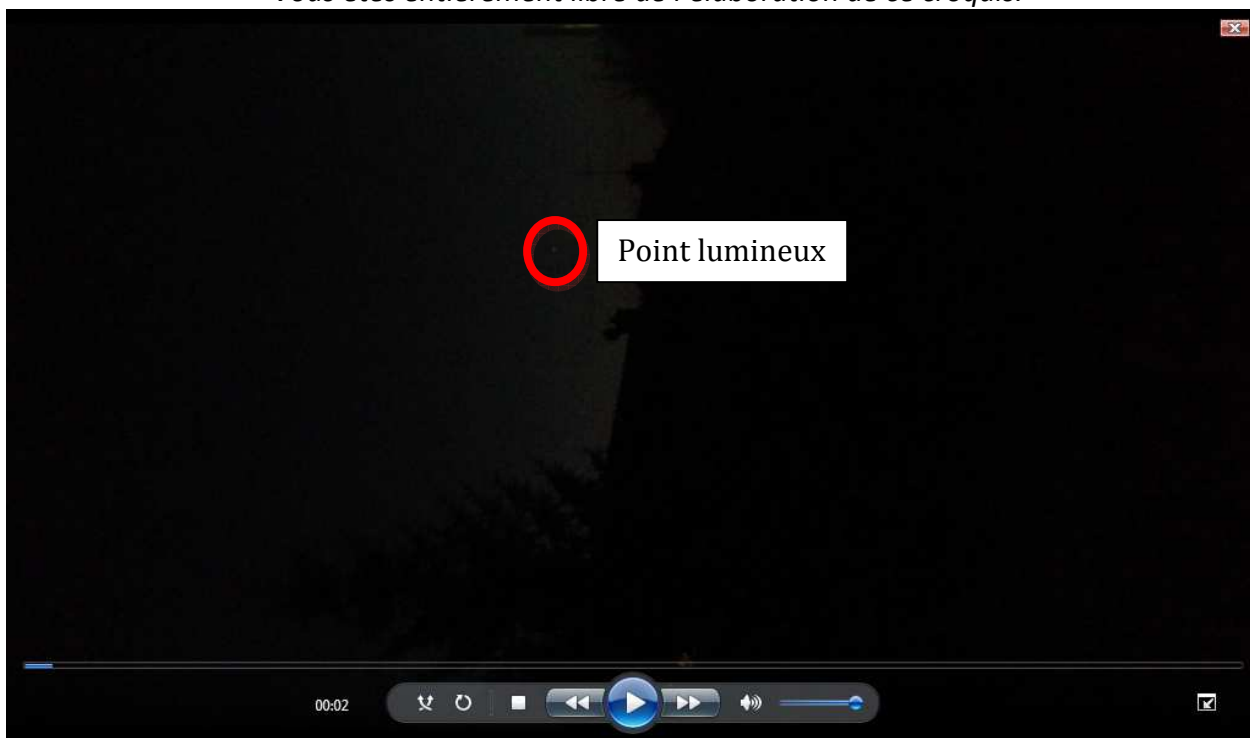 Vous êtes entièrement libre de l'élaboration de ce croquis.
Point lumineux
00:02